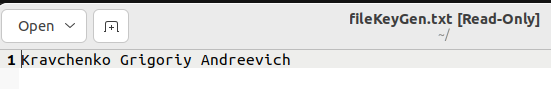 Open
fileKeyGen.txt [Read-Only]
~/
1 Kravchenko Grigoriy Andreevich